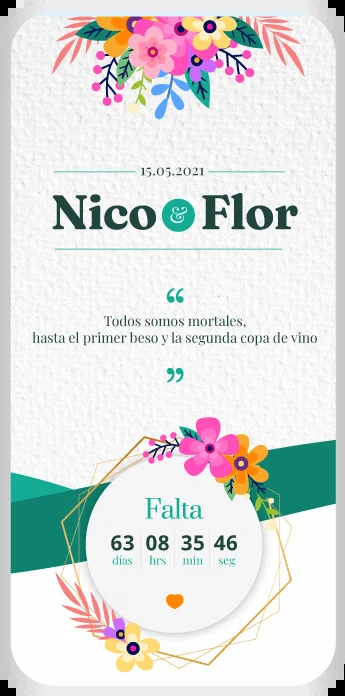 15.05.2021
Nico & Flor
“
Todos somos mortales,
hasta el primer beso y la segunda copa de vino
”
Falta
63 08 35 46
días hrs min seg